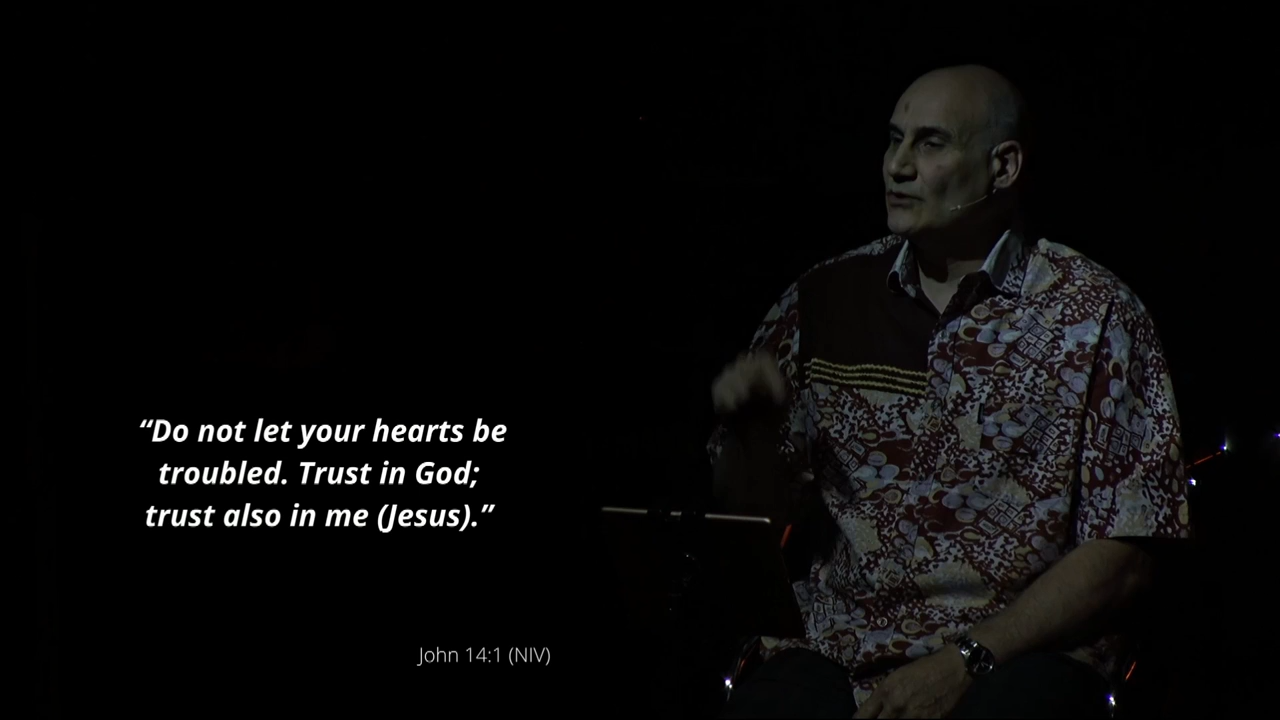 “Do not let your hearts be
troubled. Trust in God;
trust also in me (Jesus).”
John 14:1 (NIV)